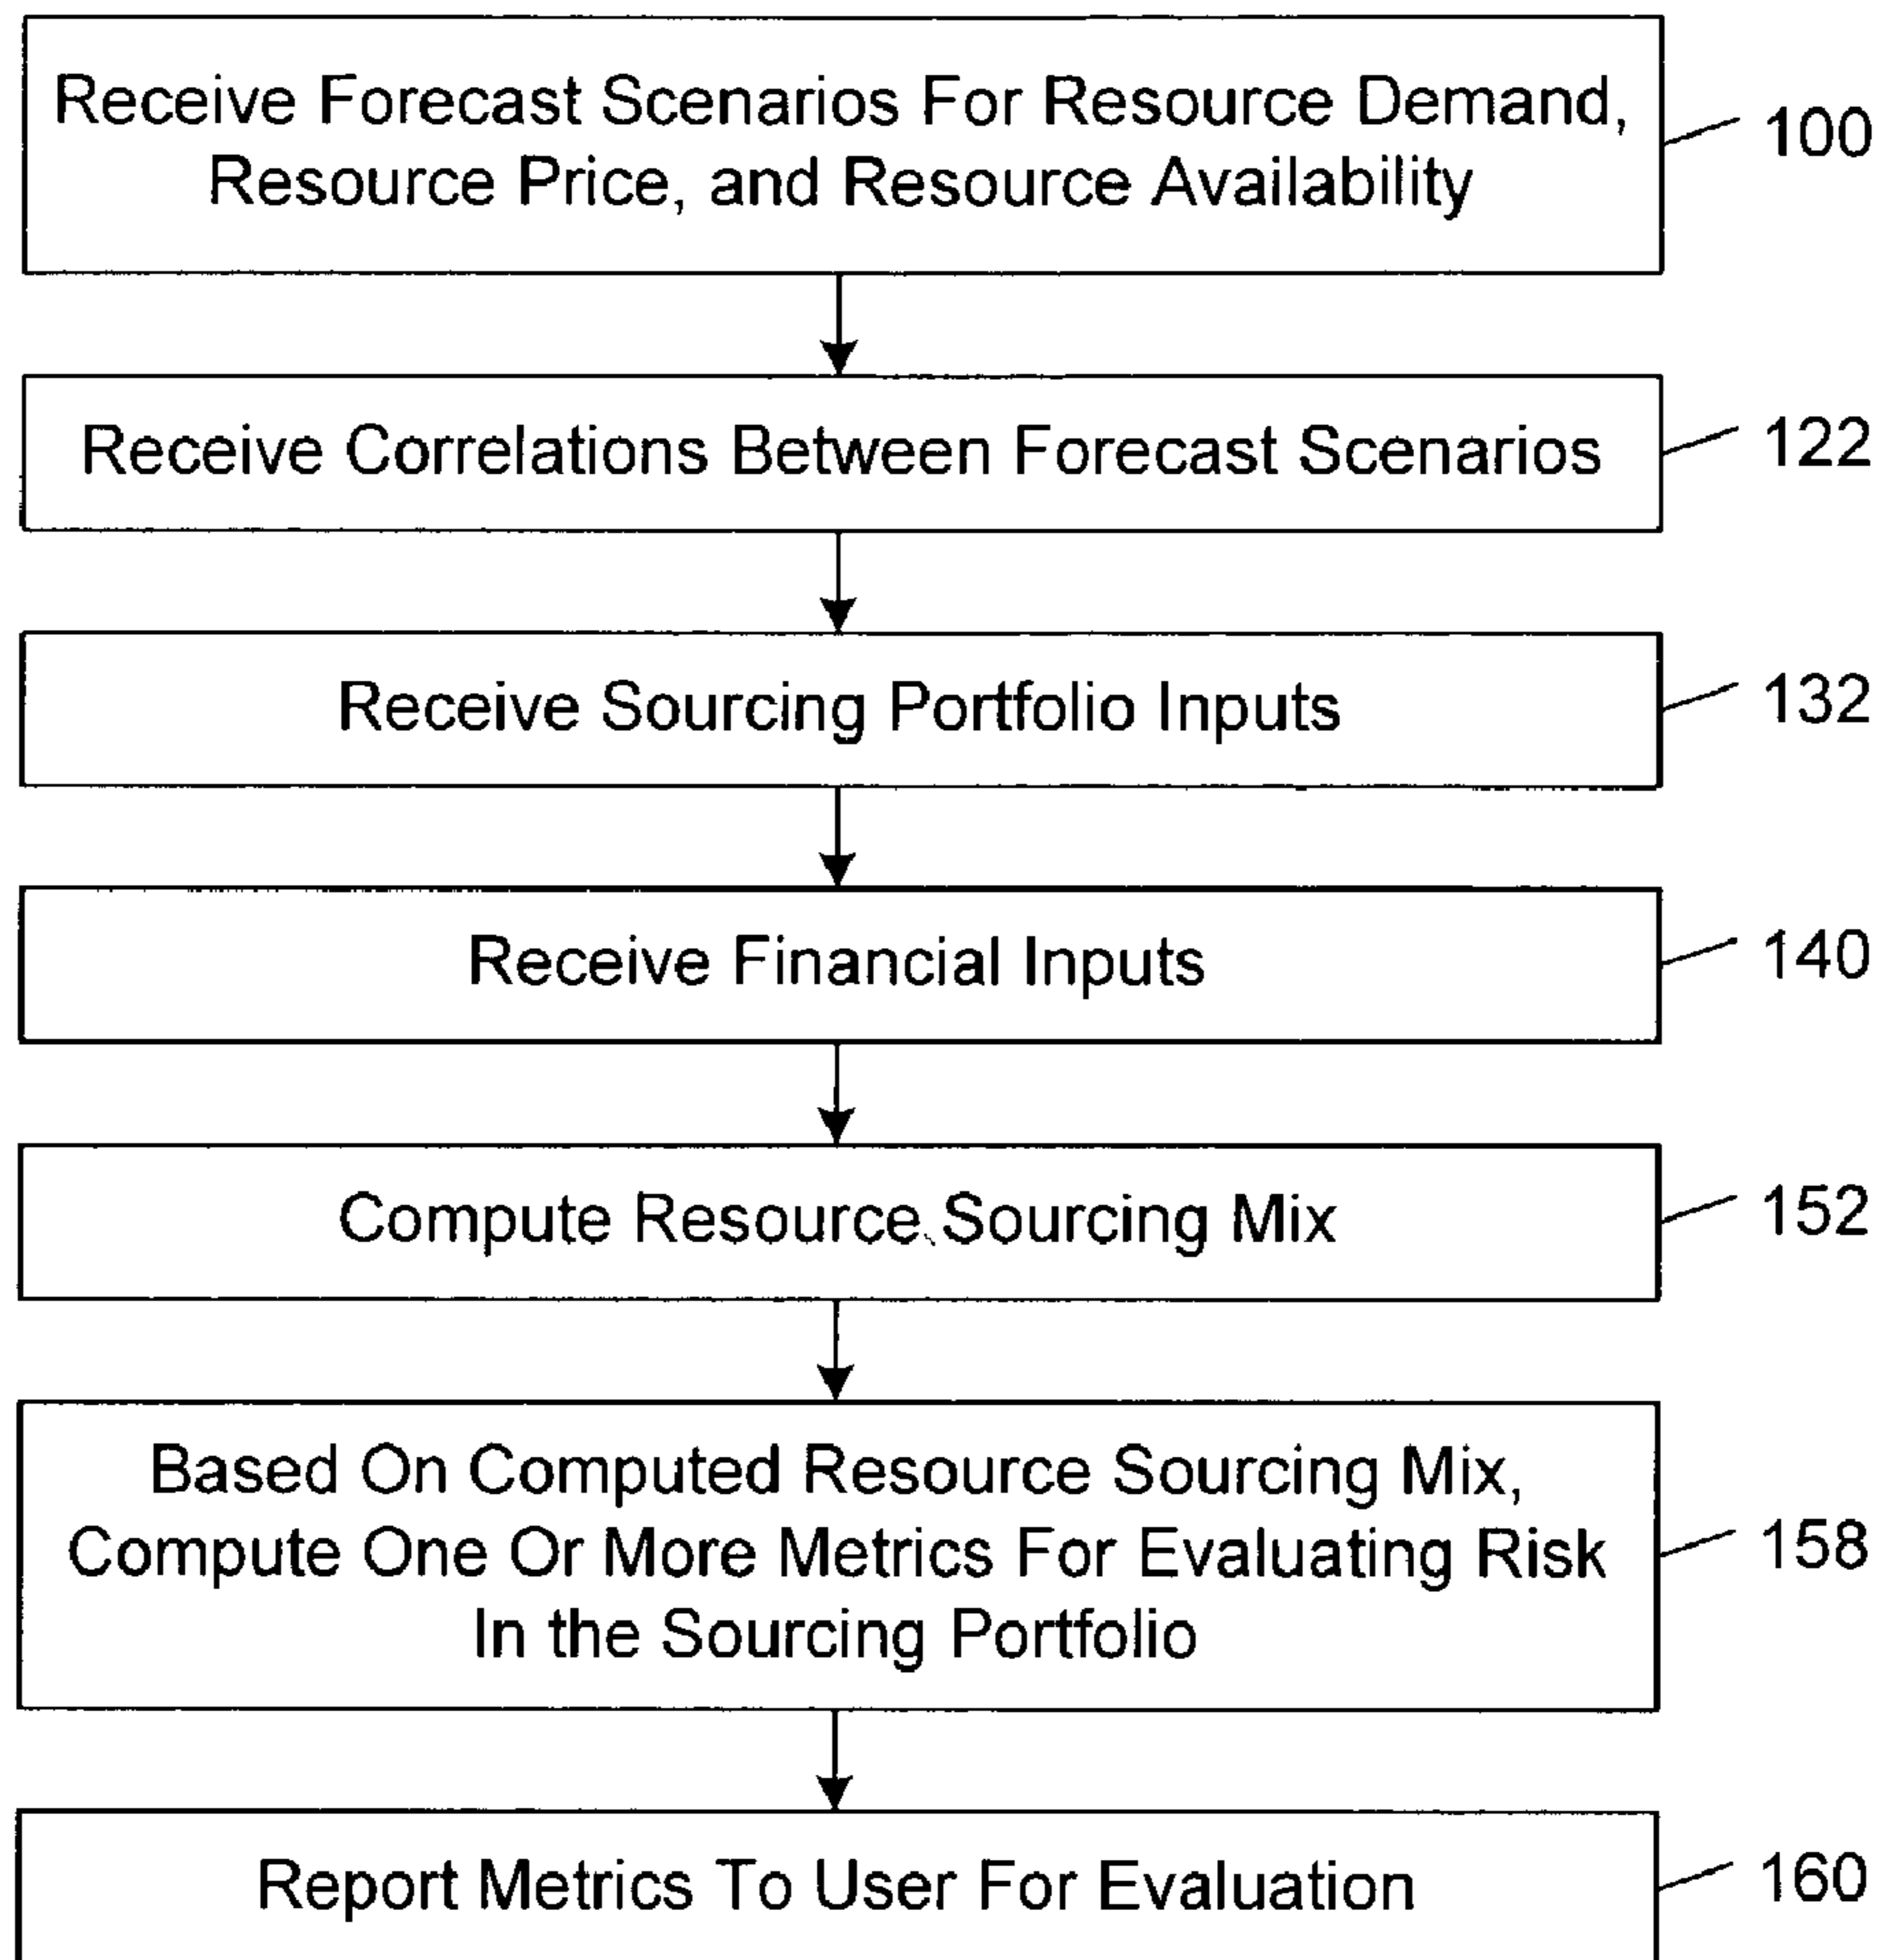 Receive Forecast Scenarios For Resource Demand,
Resource Price, and Resource Availability
100
Receive Correlations Between Forecast Scenarios
122
Receive Sourcing Portfolio Inputs
132
Receive Financial Inputs
140
Compute Resource Sourcing Mix
152
Based On Computed Resource Sourcing Mix,
Compute One Or More Metrics For Evaluating Risk
In the Sourcing Portfolio
158
Report Metrics To User For Evaluation
160